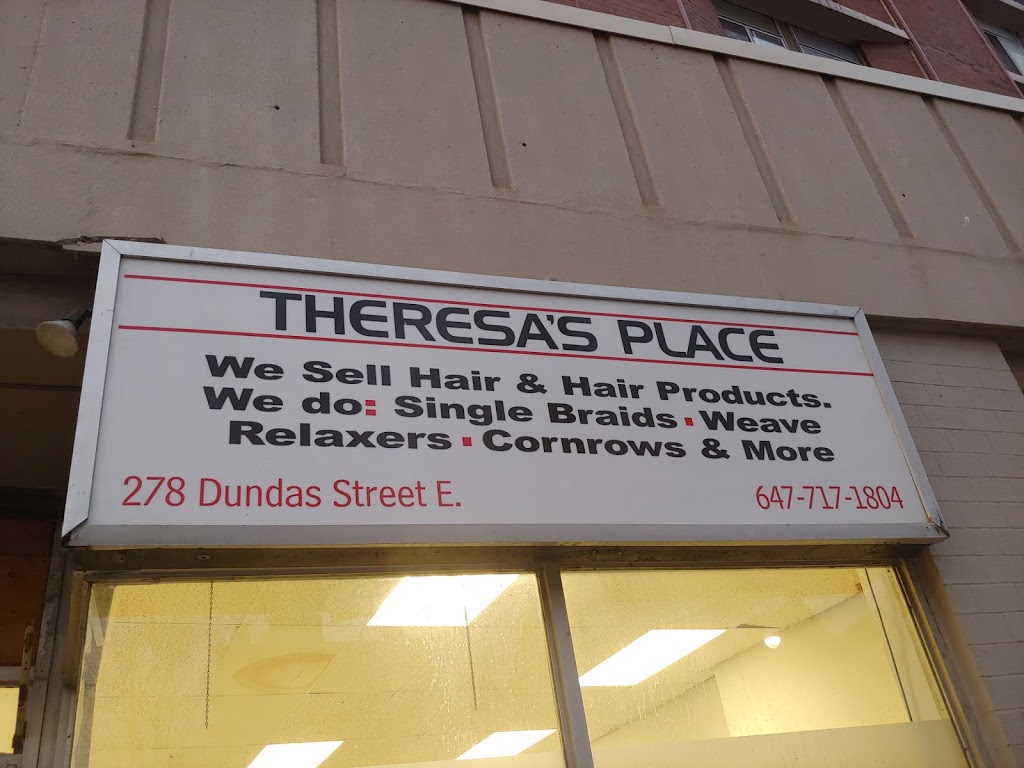 THERESA'S PLACE
We Sell Hair & Hair Products.
We do: Single Braids ▪ Weave
Relaxers ▪ Cornrows & More
278 Dundas Street E.
647-717-1804